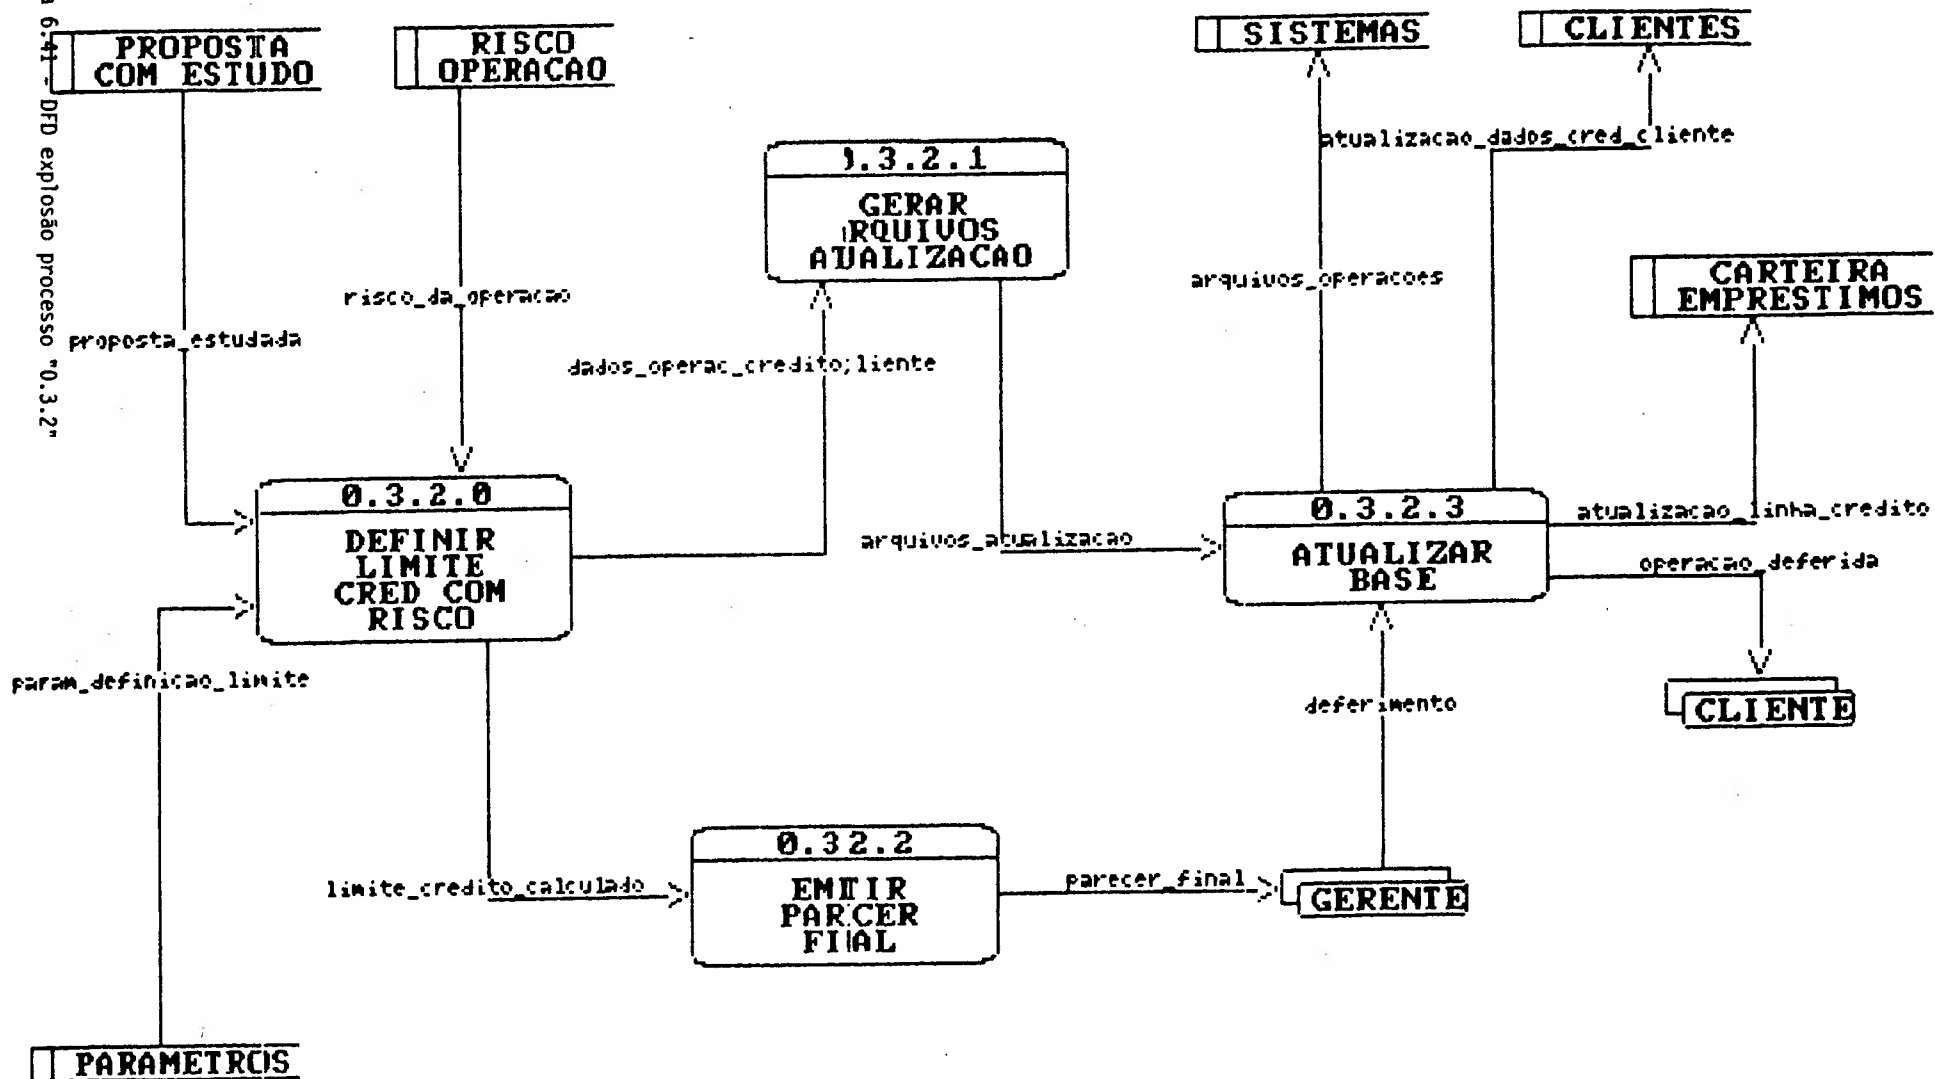 a 6.41 - DFD explosão processo "0.3.2"
PROPOSTA
COM ESTUDO
RISCO
OPERACAO
SISTEMAS
CLIENTES
atualizacao_dados_cred_cliente
.3.2.1
GERAR
RQUIVOS
ATUALIZACAO
CARTEIRA
EMPRESTIMOS
arquivos_operacoes
risco_da_operacao
proposta_estudada
dados_operac_credito;liente
0.3.2.0
DEFINIR
LIMITE
CRED COM
RISCO
0.3.2.3
ATUALIZAR
BASE
atualizacao_linha_credito
arquivos_atualizacao
operacao_deferida
param_definicao_limite
deferimento
CLIENTE
0.32.2
EMITIR
PARCER
FINAL
limite_credito_calculado
parecer_final
GERENTE
PARAMETROS